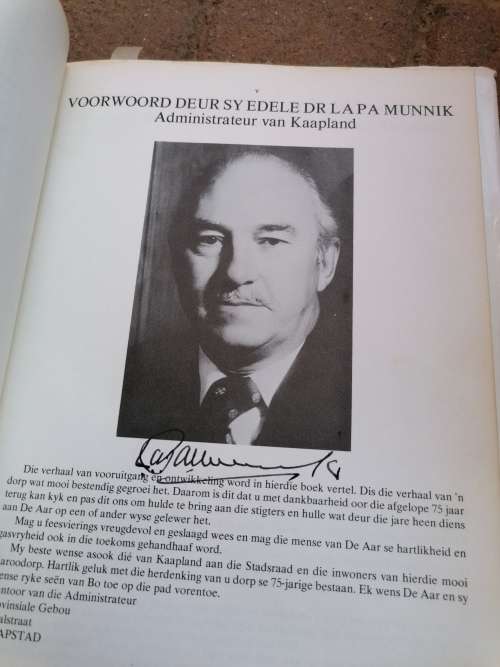 VOORWOORD DEUR SY EDELE DR LAPA MUNNIK
Administrateur van Kaapland
Die verhaal van vooruitgang en ontwikkeling word in hierdie boek vertel. Dis die verhaal van 'n
dorp wat mooi bestendig gegroei het. Daarom is dit dat u met dankbaarheid oor die afgelope 75 jaar
terug kan kyk en pas dit ons om hulde te bring aan die stigters en hulle wat deur die jare heen diens
aan De Aar op een of ander wyse gelewer het.
Mag u feesvierings vreugdevol en geslaagd wees en mag die mense van De Aar se hartlikheid en
gasvryheid ook in die toekoms gehandhaaf word.
My beste wense asook dié van Kaapland aan die Stadsraad en die inwoners van hierdie mooi
aroodorp. Hartlik geluk met die herdenking van u dorp se 75-jarige bestaan. Ek wens De Aar en sy
ense ryke seën van Bo toe op die pad vorentoe.
ntoor van die Administrateur
ovinsiale Gebou
alstraat
APSTAD